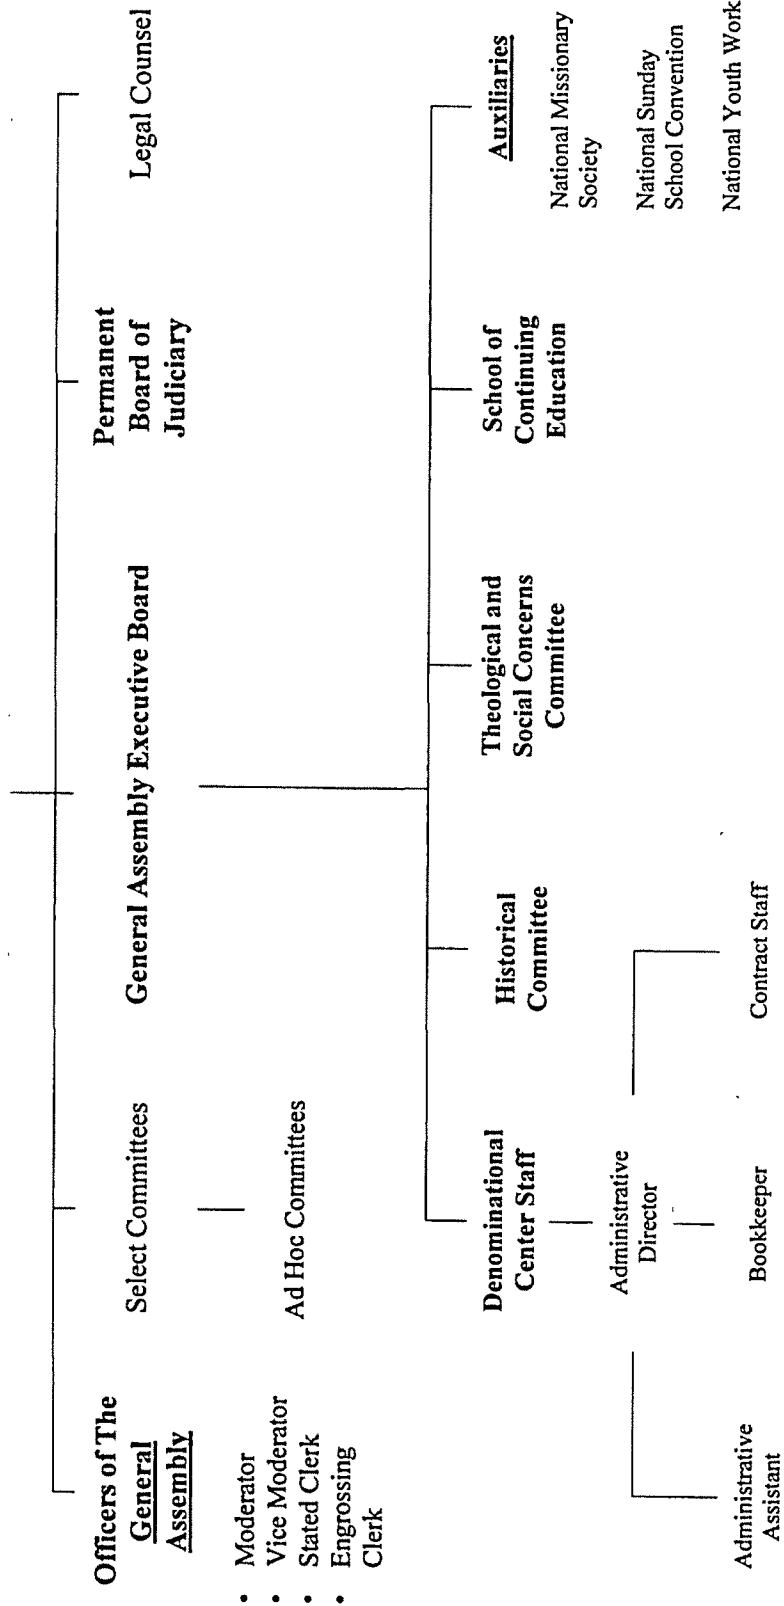 Officers of The
General
Assembly
• Moderator
• Vice Moderator
• Stated Clerk
• Engrossing
Clerk
Select Committees
Ad Hoc Committees
General Assembly Executive Board
Permanent
Board of
Judiciary
Legal Counsel
Denominational
Center Staff
Administrative
Director
Administrative
Assistant
Bookkeeper
Contract Staff
Historical
Committee
Theological and
Social Concerns
Committee
School of
Continuing
Education
Auxiliaries
National Missionary
Society
National Sunday
School Convention
National Youth Work